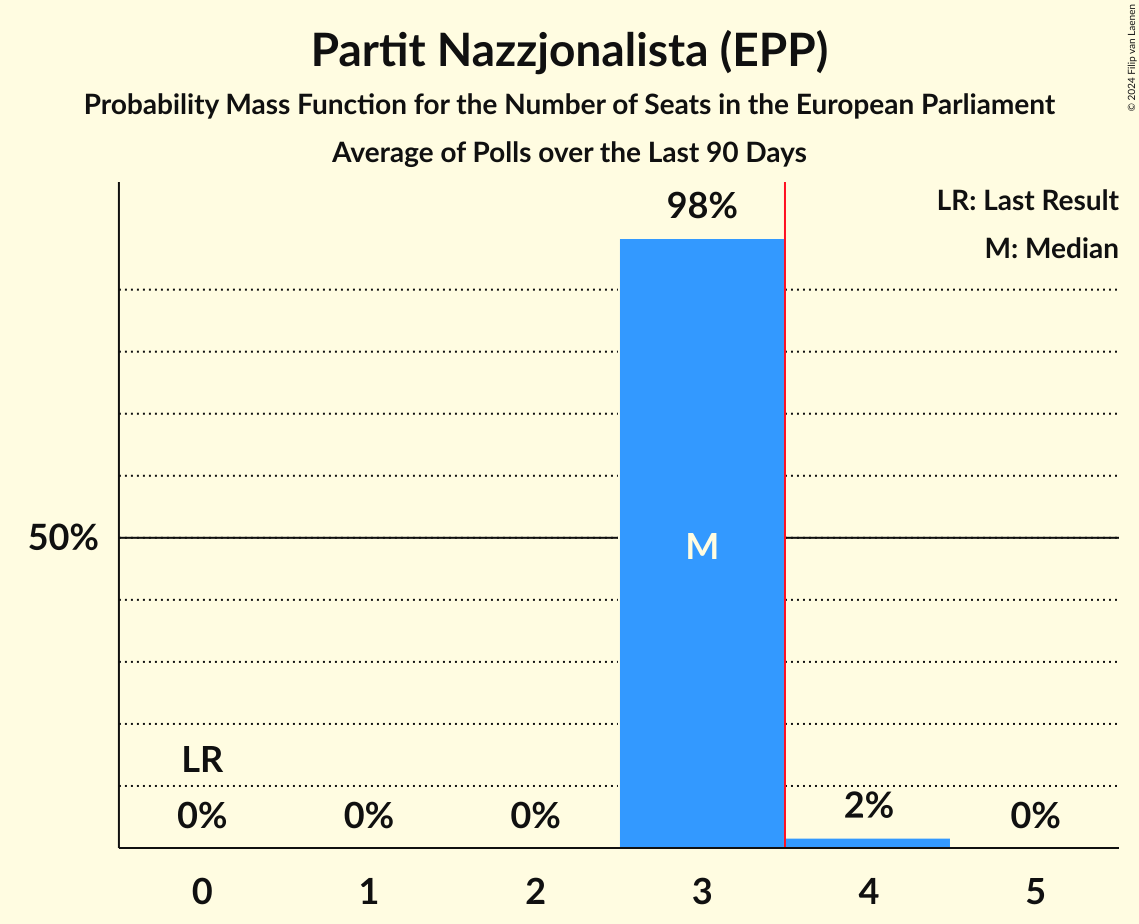 Partit Nazzjonalista (EPP)
Probability Mass Function for the Number of Seats in the European Parliament
Average of Polls over the Last 90 Days
© 2024 Filip van Laenen
LR: Last Result
M: Median
98%
50%
M
LR
0%
0%
0%
2%
0%
0
1
2
3
4
5